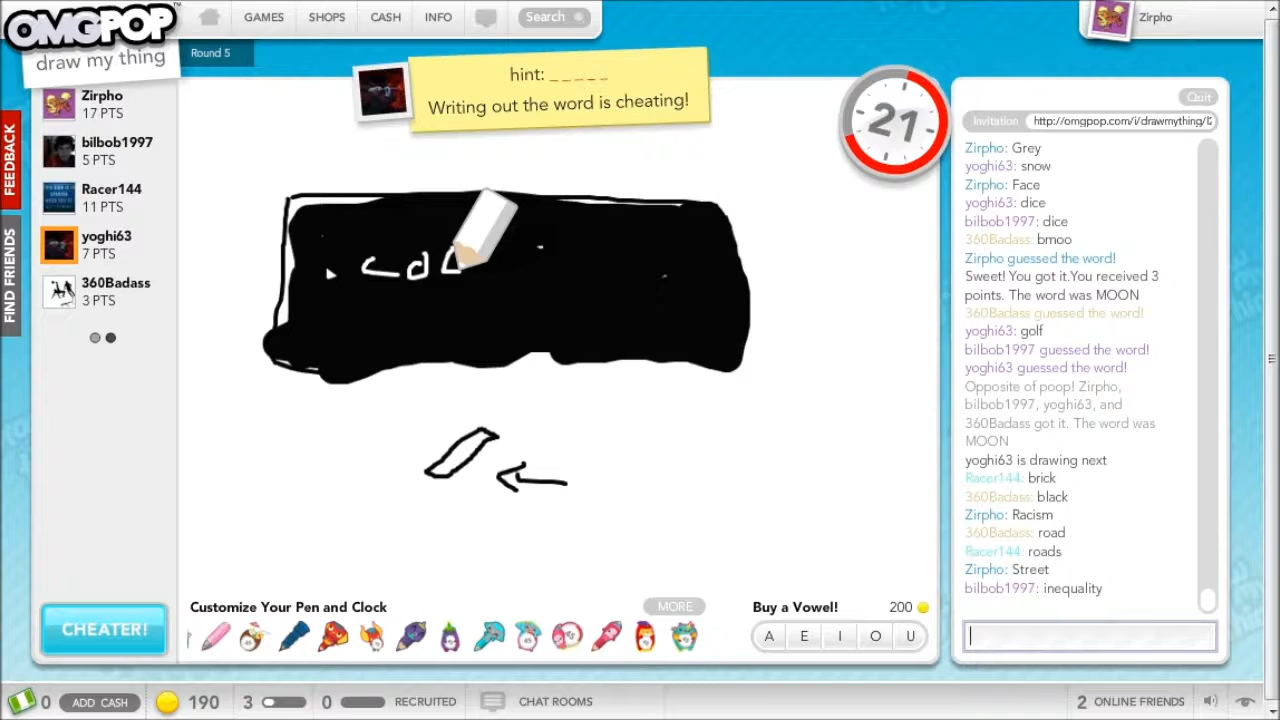 OMGPOP™
draw my thing
GAMES
SHOPS
CASH
INFO
Search
Zirpho
Round 5
FEEDBACK
FIND FRIENDS
Zirpho
17 PTS
bilbob1997
5 PTS
Racer144
11 PTS
yoghi63
7 PTS
360Badass
3 PTS
hint: _ _ _ _ _
Writing out the word is cheating!
21
Quit
Invitation http://omgpop.com/i/drawmything/
Zirpho: Grey
yoghi63: snow
Zirpho: Face
yoghi63: dice
bilbob1997: dice
360Badass: bmoo
Zirpho guessed the word!
Sweet! You got it.You received 3
points. The word was MOON
360Badass guessed the word!
yoghi63: golf
bilbob1997 guessed the word!
yoghi63 guessed the word!
Opposite of poop! Zirpho,
bilbob1997, yoghi63, and
360Badass got it. The word was
MOON
yoghi63 is drawing next
Racer144: brick
360Badass: black
Zirpho: Racism
360Badass: road
Racer144: roads
Zirpho: Street
bilbob1997: inequality
CHEATER!
Customize Your Pen and Clock
MORE
Buy a Vowel!
200
A E I O U
0 ADD CASH
190
3
0
RECRUITED
CHAT ROOMS
2 ONLINE FRIENDS